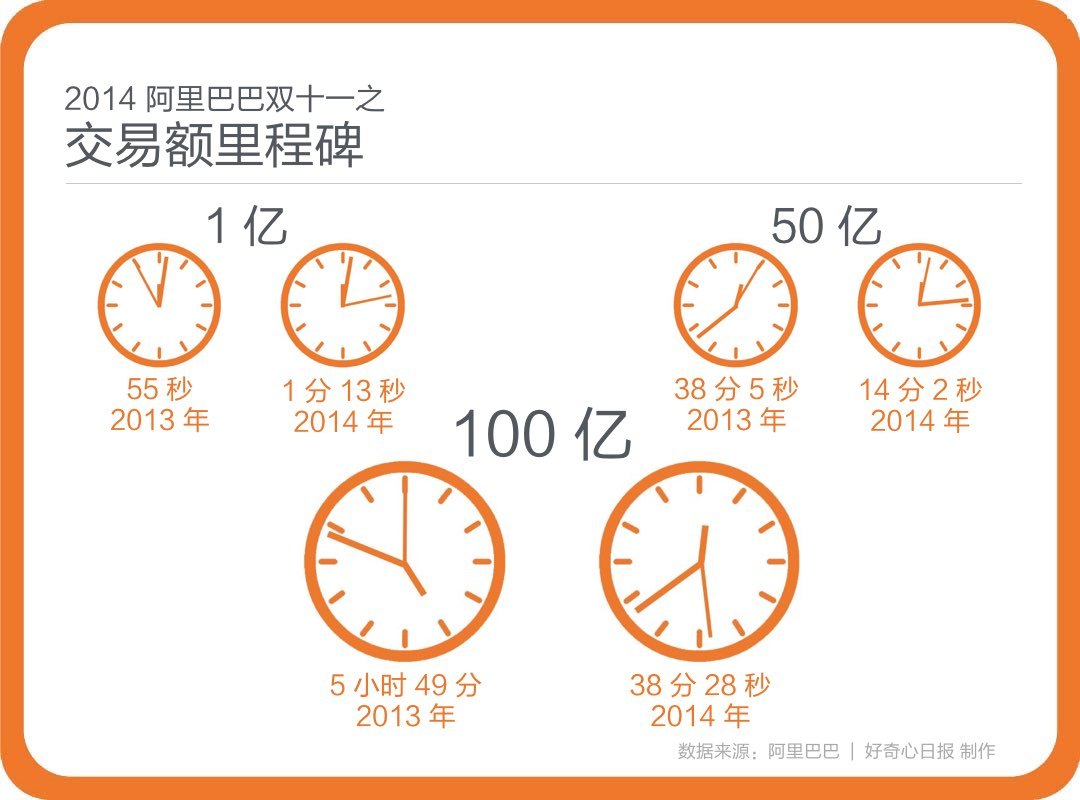 2014 阿里巴巴双十一之
交易额里程碑
1 亿
50 亿
55 秒
2013 年
1 分 13 秒
2014 年
38 分 5 秒
2013 年
14 分 2 秒
2014 年
100 亿
5 小时 49 分
2013 年
38 分 28 秒
2014 年
数据来源：阿里巴巴 | 好奇心日报 制作